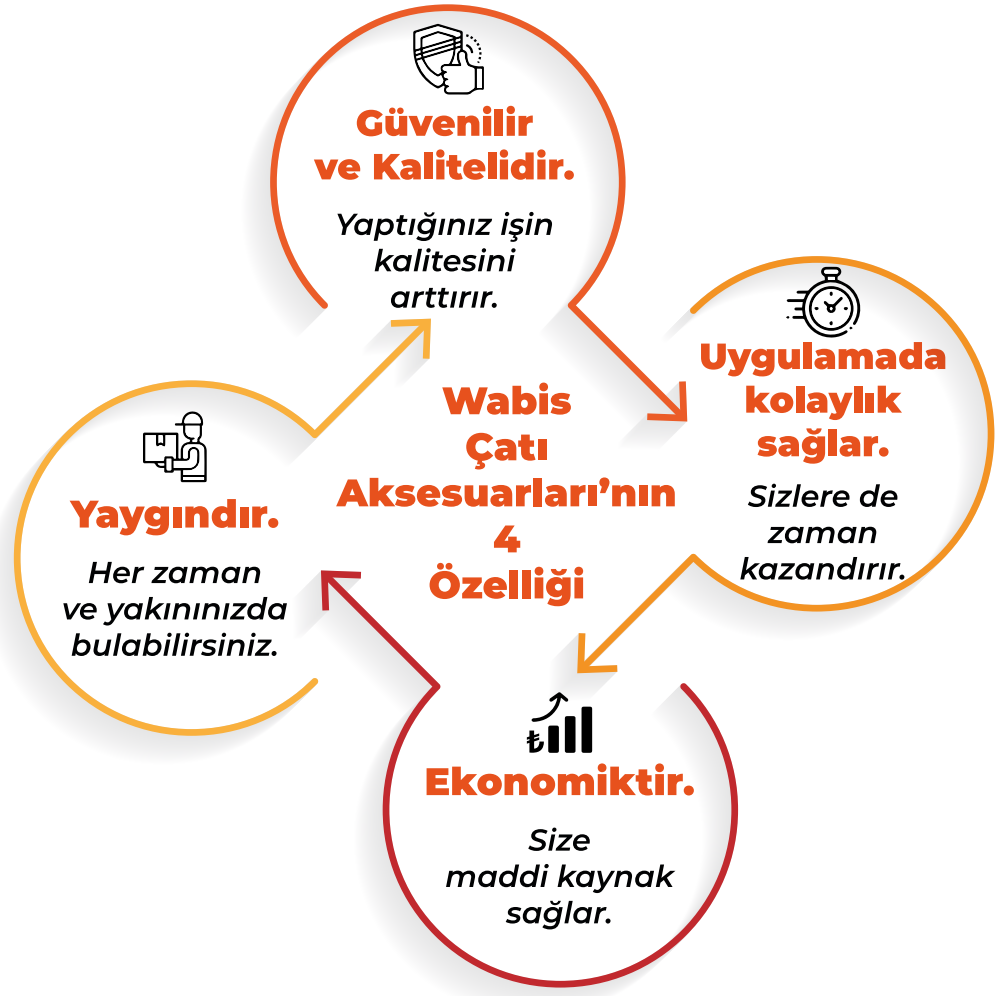 Güvenilir
ve Kalitelidir.
Yaptığınız işin
kalitesini
arttırır.
Uygulamada
kolaylık
sağlar.
Sizlere de
zaman
kazandırır.
Wabis
Çatı
Aksesuarları’nın
4
Özelliği
Yaygındır.
Her zaman
ve yakınınızda
bulabilirsiniz.
₺
Ekonomiktir.
Size
maddi kaynak
sağlar.